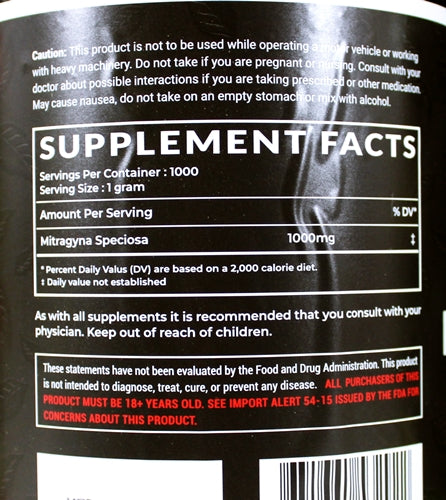 Caution: This product is not to be used while operating a motor vehicle or working
with heavy machinery. Do not take if you are pregnant or nursing. Consult with your
doctor about possible interactions if you are taking prescribed or other medication.
May cause nausea, do not take on an empty stomach or mix with alcohol.
SUPPLEMENT FACTS
Servings Per Container : 1000
Serving Size : 1 gram
Amount Per Serving % DV*
Mitragyna Speciosa 1000mg ‡
* Percent Daily Valus (DV) are based on a 2,000 calorie diet.
‡ Daily value not established
As with all supplements it is recommended that you consult with your
physician. Keep out of reach of children.
These statements have not been evaluated by the Food and Drug Administration. This product
is not intended to diagnose, treat, cure, or prevent any disease. ALL PURCHASERS OF THIS
PRODUCT MUST BE 18+ YEARS OLD. SEE IMPORT ALERT 54-15 ISSUED BY THE FDA FOR
CONCERNS ABOUT THIS PRODUCT.